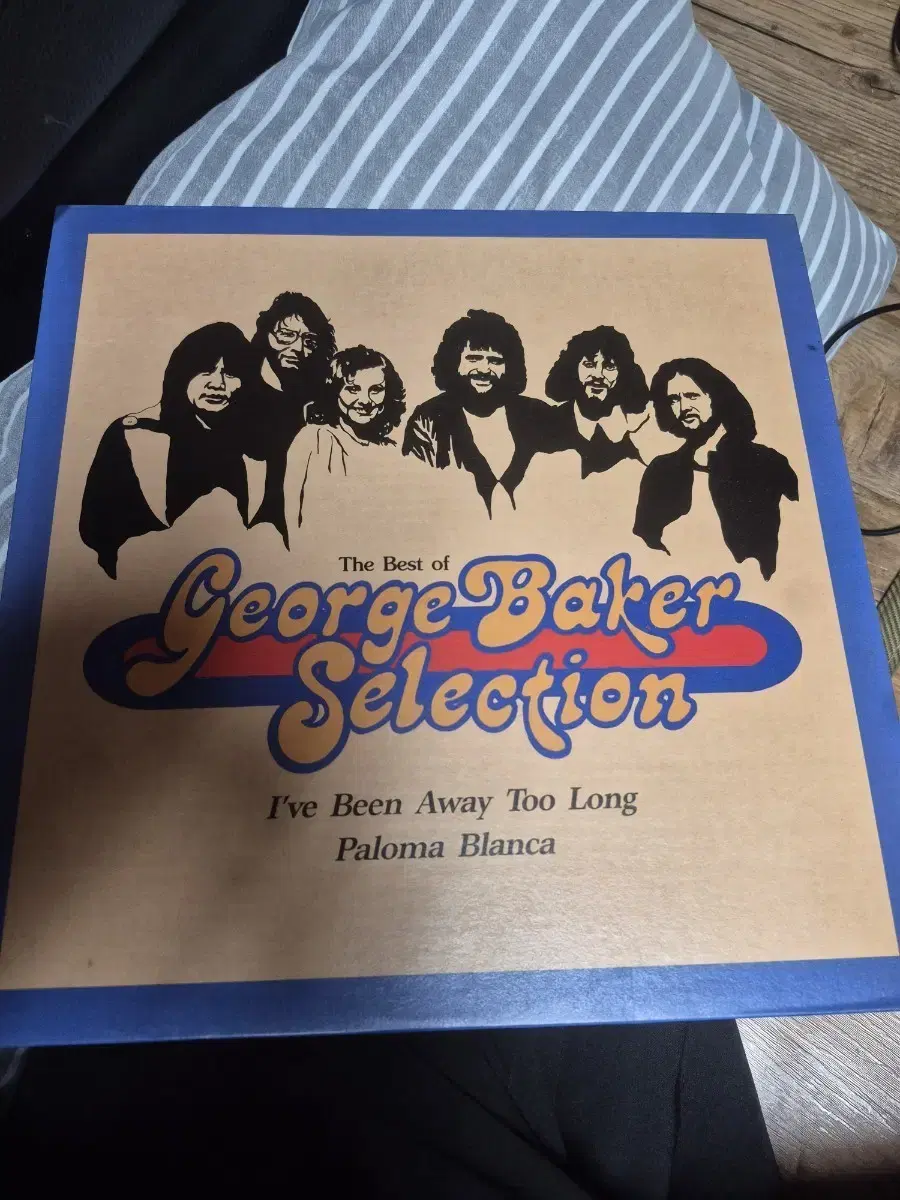 The Best of
George Baker
Selection
I've Been Away Too Long
Paloma Blanca